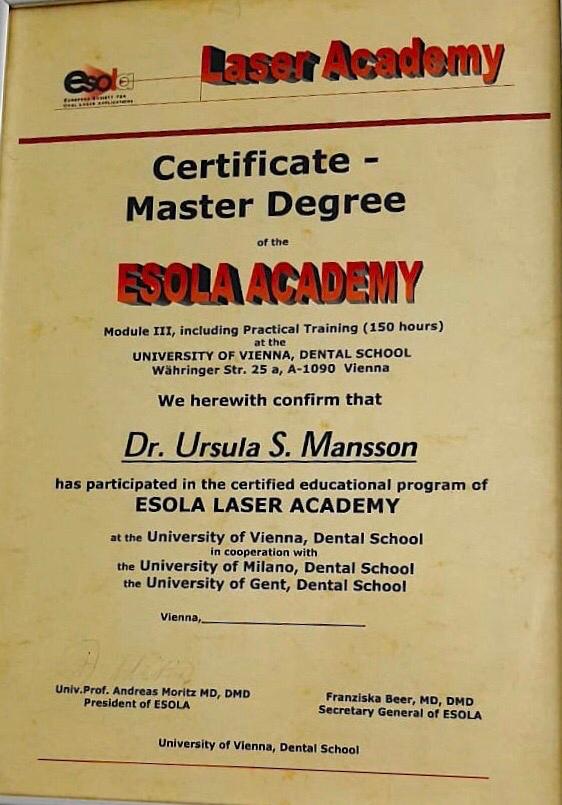 esola
EUROPEAN SOCIETY FOR
ORAL LASER APPLICATIONS
Laser Academy
Certificate -
Master Degree
of the
ESOLA ACADEMY
Module III, including Practical Training (150 hours)
at the
UNIVERSITY OF VIENNA, DENTAL SCHOOL
Währinger Str. 25 a, A-1090 Vienna
We herewith confirm that
Dr. Ursula S. Mansson
has participated in the certified educational program of
ESOLA LASER ACADEMY
at the University of Vienna, Dental School
in cooperation with
the University of Milano, Dental School
the University of Gent, Dental School
Vienna,
Univ.Prof. Andreas Moritz MD, DMD
President of ESOLA
Franziska Beer, MD, DMD
Secretary General of ESOLA
University of Vienna, Dental School